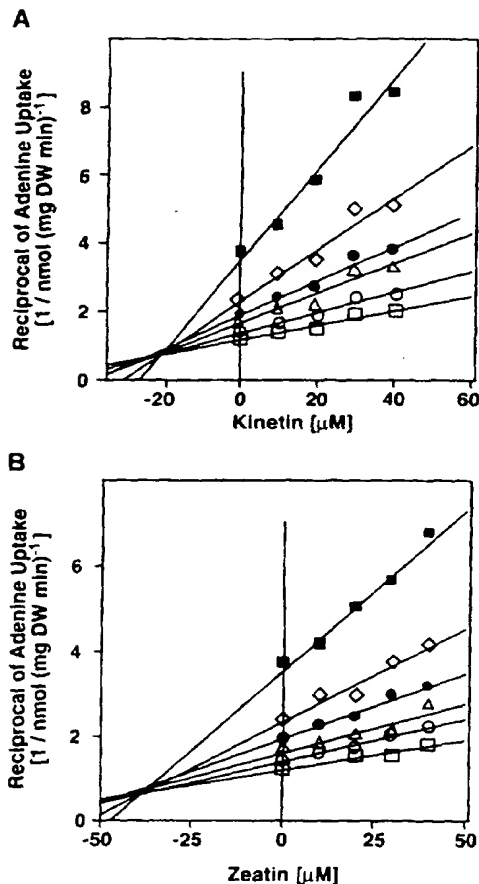 A
Reciprocal of Adenine Uptake
[1 / nmol (mg DW min)⁻¹
8
6
4
2
0
-20 0 20 40 60
Kinetin [µM]
B
Reciprocal of Adenine Uptake
[1 / nmol (mg DW min)⁻¹
6
4
2
0
-50 -25 0 25 50
Zeatin [µM]